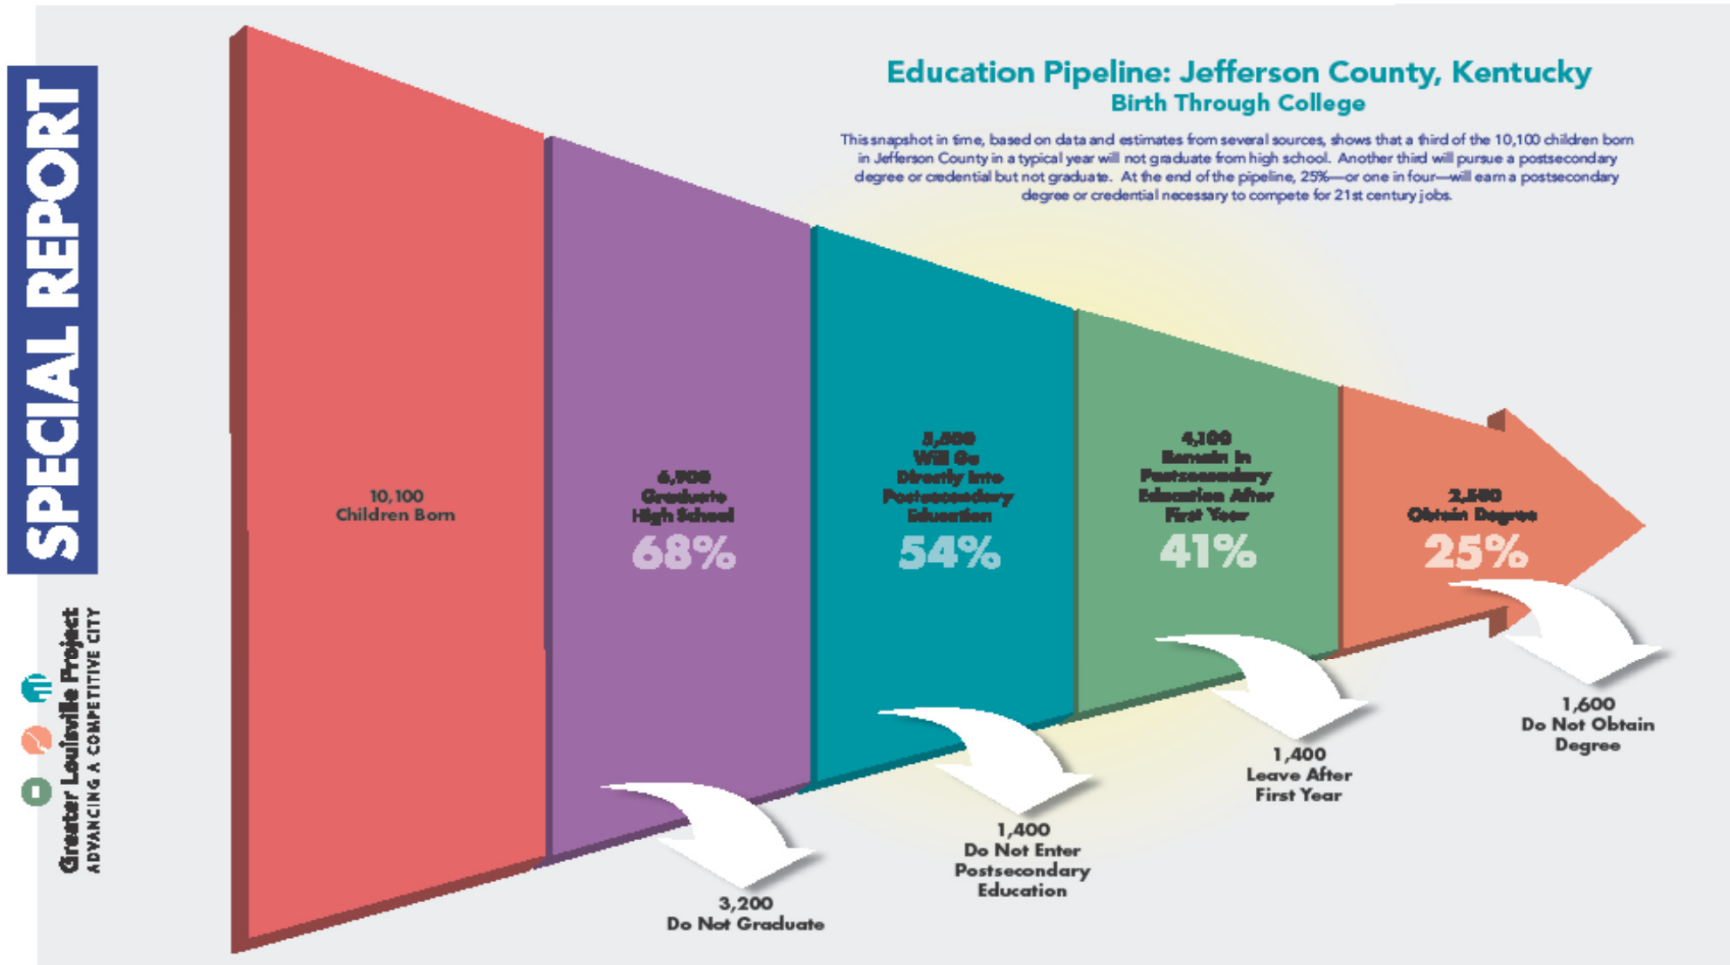 SPECIAL REPORT
Greater Louisville Project
ADVANCING A COMPETITIVE CITY
Education Pipeline: Jefferson County, Kentucky
Birth Through College
This snapshot in time, based on data and estimates from several sources, shows that a third of the 10,100 children born
in Jefferson County in a typical year will not graduate from high school. Another third will pursue a postsecondary
degree or credential but not graduate. At the end of the pipeline, 25%—or one in four—will earn a postsecondary
degree or credential necessary to compete for 21st century jobs.
10,100
Children Born
6,900
Graduate
High School
68%
5,500
Will Go
Directly Into
Postsecondary
Education
54%
4,100
Remain In
Postsecondary
Education After
First Year
41%
2,500
Obtain Degree
25%
3,200
Do Not Graduate
1,400
Do Not Enter
Postsecondary
Education
1,400
Leave After
First Year
1,600
Do Not Obtain
Degree